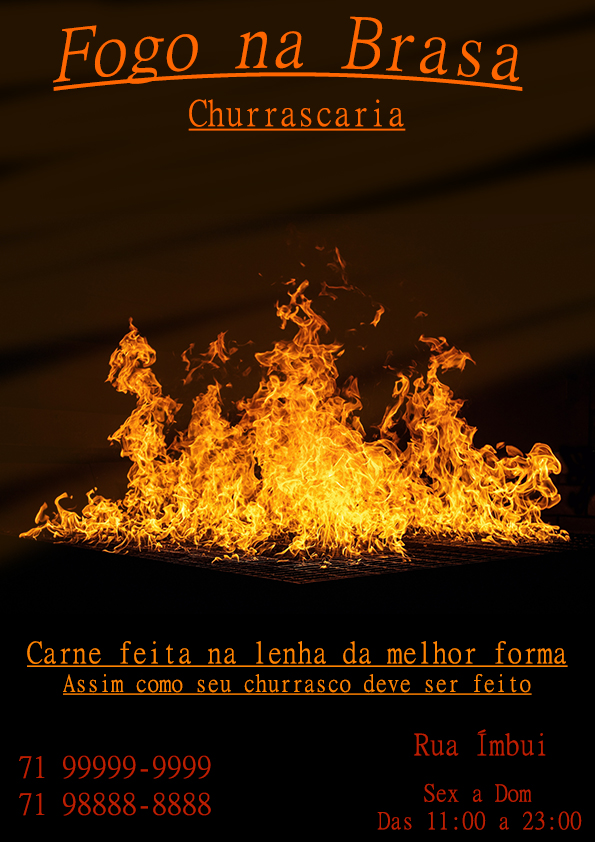 Fogo na Brasa
Churrascaria
Carne feita na lenha da melhor forma
Assim como seu churrasco deve ser feito
71 99999-9999
71 98888-8888
Rua Ímbui
Sex a Dom
Das 11:00 a 23:00